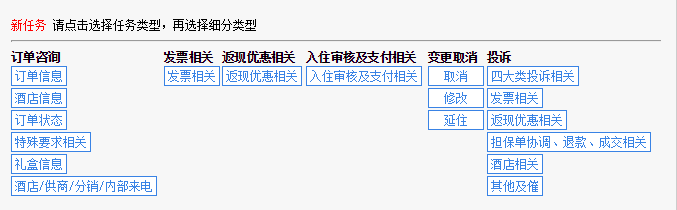 新任务 请点击选择任务类型，再选择细分类型
订单咨询 发票相关 返现优惠相关 入住审核及支付相关 变更取消 投诉
订单信息 发票相关 返现优惠相关 入住审核及支付相关 取消 四大类投诉相关
酒店信息 修改 发票相关
订单状态 延住 返现优惠相关
特殊要求相关 担保单协调、退款、成交相关
礼盒信息 酒店相关
酒店/供商/分销/内部来电 其他及催